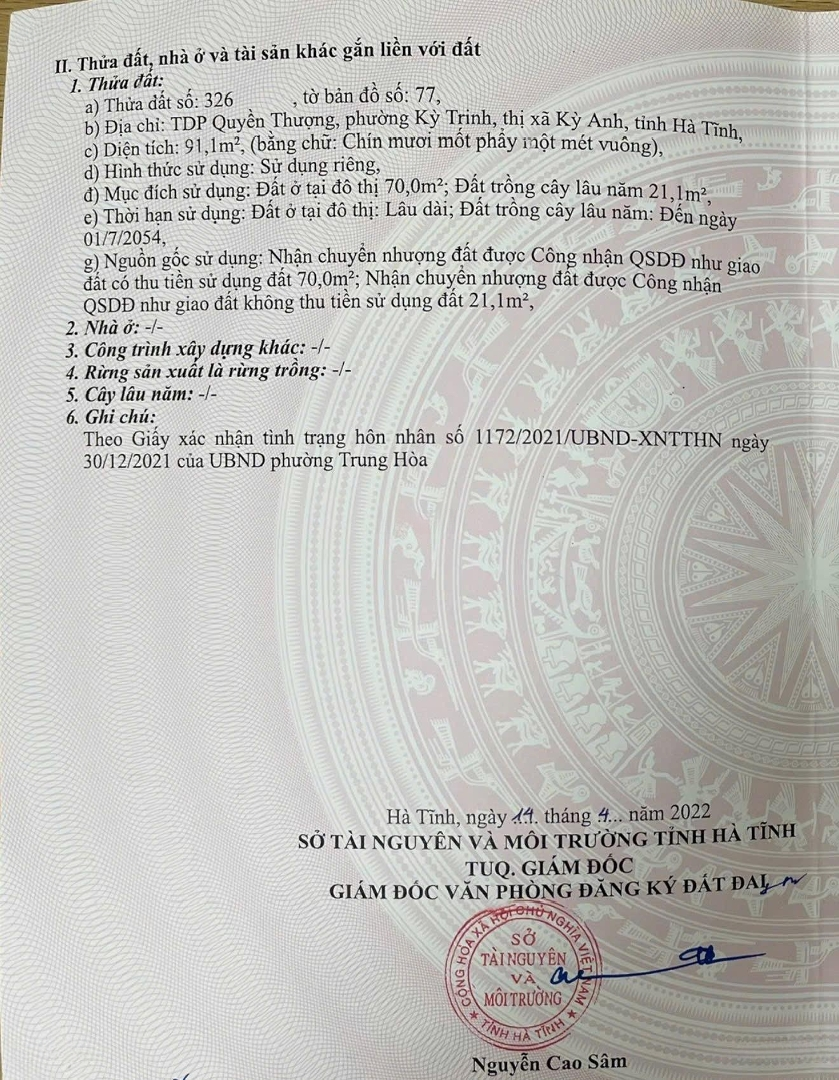 II. Thửa đất, nhà ở và tài sản khác gắn liền với đất
1. Thửa đất:
a) Thửa đất số: 326 , tờ bản đồ số: 77,
b) Địa chỉ: TDP Quyền Thượng, phường Kỳ Trinh, thị xã Kỳ Anh, tỉnh Hà Tĩnh,
c) Diện tích: 91,1m², (bằng chữ: Chín mươi mốt phẩy một mét vuông),
d) Hình thức sử dụng: Sử dụng riêng,
đ) Mục đích sử dụng: Đất ở tại đô thị 70,0m²; Đất trồng cây lâu năm 21,1m²,
e) Thời hạn sử dụng: Đất ở tại đô thị: Lâu dài; Đất trồng cây lâu năm: Đến ngày
01/7/2054,
g) Nguồn gốc sử dụng: Nhận chuyển nhượng đất được Công nhận QSDĐ như giao
đất có thu tiền sử dụng đất 70,0m²; Nhận chuyển nhượng đất được Công nhận
QSDĐ như giao đất không thu tiền sử dụng đất 21,1m²,
2. Nhà ở: -/-
3. Công trình xây dựng khác: -/-
4. Rừng sản xuất là rừng trồng: -/-
5. Cây lâu năm: -/-
6. Ghi chú:
Theo Giấy xác nhận tình trạng hôn nhân số 1172/2021/UBND-XNTTHN ngày
30/12/2021 của UBND phường Trung Hòa
Hà Tĩnh, ngày tháng 4 năm 2022
SỞ TÀI NGUYÊN VÀ MÔI TRƯỜNG TỈNH HÀ TĨNH
TUQ. GIÁM ĐỐC
GIÁM ĐỐC VĂN PHÒNG ĐĂNG KÝ ĐẤT ĐAI
CỘNG HÒA XÃ HỘI CHỦ NGHĨA VIỆT NAM
SỞ
TÀI NGUYÊN
VÀ
MÔI TRƯỜNG
TỈNH HÀ TĨNH
Nguyễn Cao Sâm